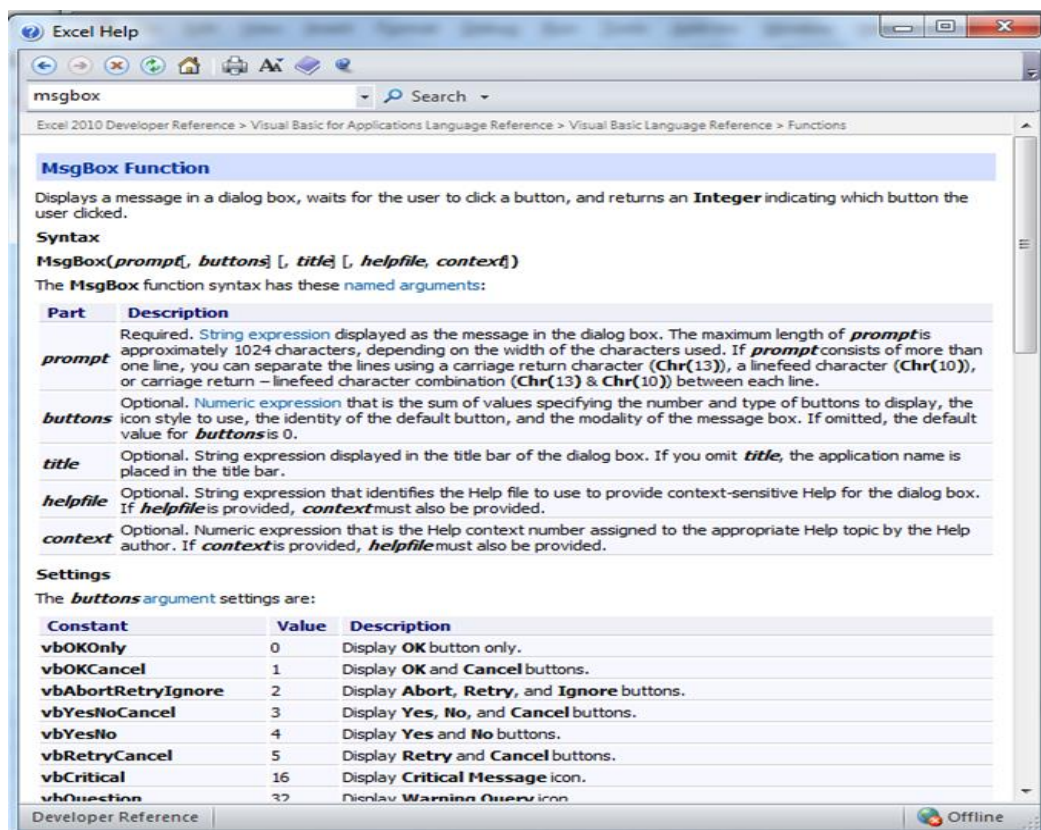 Excel Help
msgbox
Search
Excel 2010 Developer Reference > Visual Basic for Applications Language Reference > Visual Basic Language Reference > Functions
MsgBox Function
Displays a message in a dialog box, waits for the user to click a button, and returns an Integer indicating which button the
user clicked.
Syntax
MsgBox(prompt[, buttons] [, title] [, helpfile, context])
The MsgBox function syntax has these named arguments:
Part Description
prompt Required. String expression displayed as the message in the dialog box. The maximum length of prompt is
approximately 1024 characters, depending on the width of the characters used. If prompt consists of more than
one line, you can separate the lines using a carriage return character (Chr(13)), a linefeed character (Chr(10)),
or carriage return – linefeed character combination (Chr(13) & Chr(10)) between each line.
buttons Optional. Numeric expression that is the sum of values specifying the number and type of buttons to display, the
icon style to use, the identity of the default button, and the modality of the message box. If omitted, the default
value for buttons is 0.
title Optional. String expression displayed in the title bar of the dialog box. If you omit title, the application name is
placed in the title bar.
helpfile Optional. String expression that identifies the Help file to use to provide context-sensitive Help for the dialog box.
If helpfile is provided, context must also be provided.
context Optional. Numeric expression that is the Help context number assigned to the appropriate Help topic by the Help
author. If context is provided, helpfile must also be provided.
Settings
The buttons argument settings are:
Constant Value Description
vbOKOnly 0 Display OK button only.
vbOKCancel 1 Display OK and Cancel buttons.
vbAbortRetryIgnore 2 Display Abort, Retry, and Ignore buttons.
vbYesNoCancel 3 Display Yes, No, and Cancel buttons.
vbYesNo 4 Display Yes and No buttons.
vbRetryCancel 5 Display Retry and Cancel buttons.
vbCritical 16 Display Critical Message icon.
vbQuestion 32 Display Warning Query icon
Developer Reference Offline